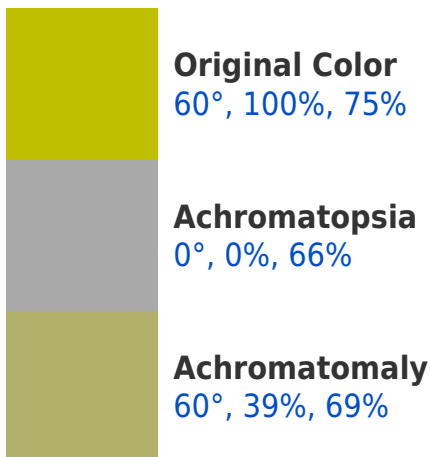 Original Color
60°, 100%, 75%
Achromatopsia
0°, 0%, 66%
Achromatomaly
60°, 39%, 69%